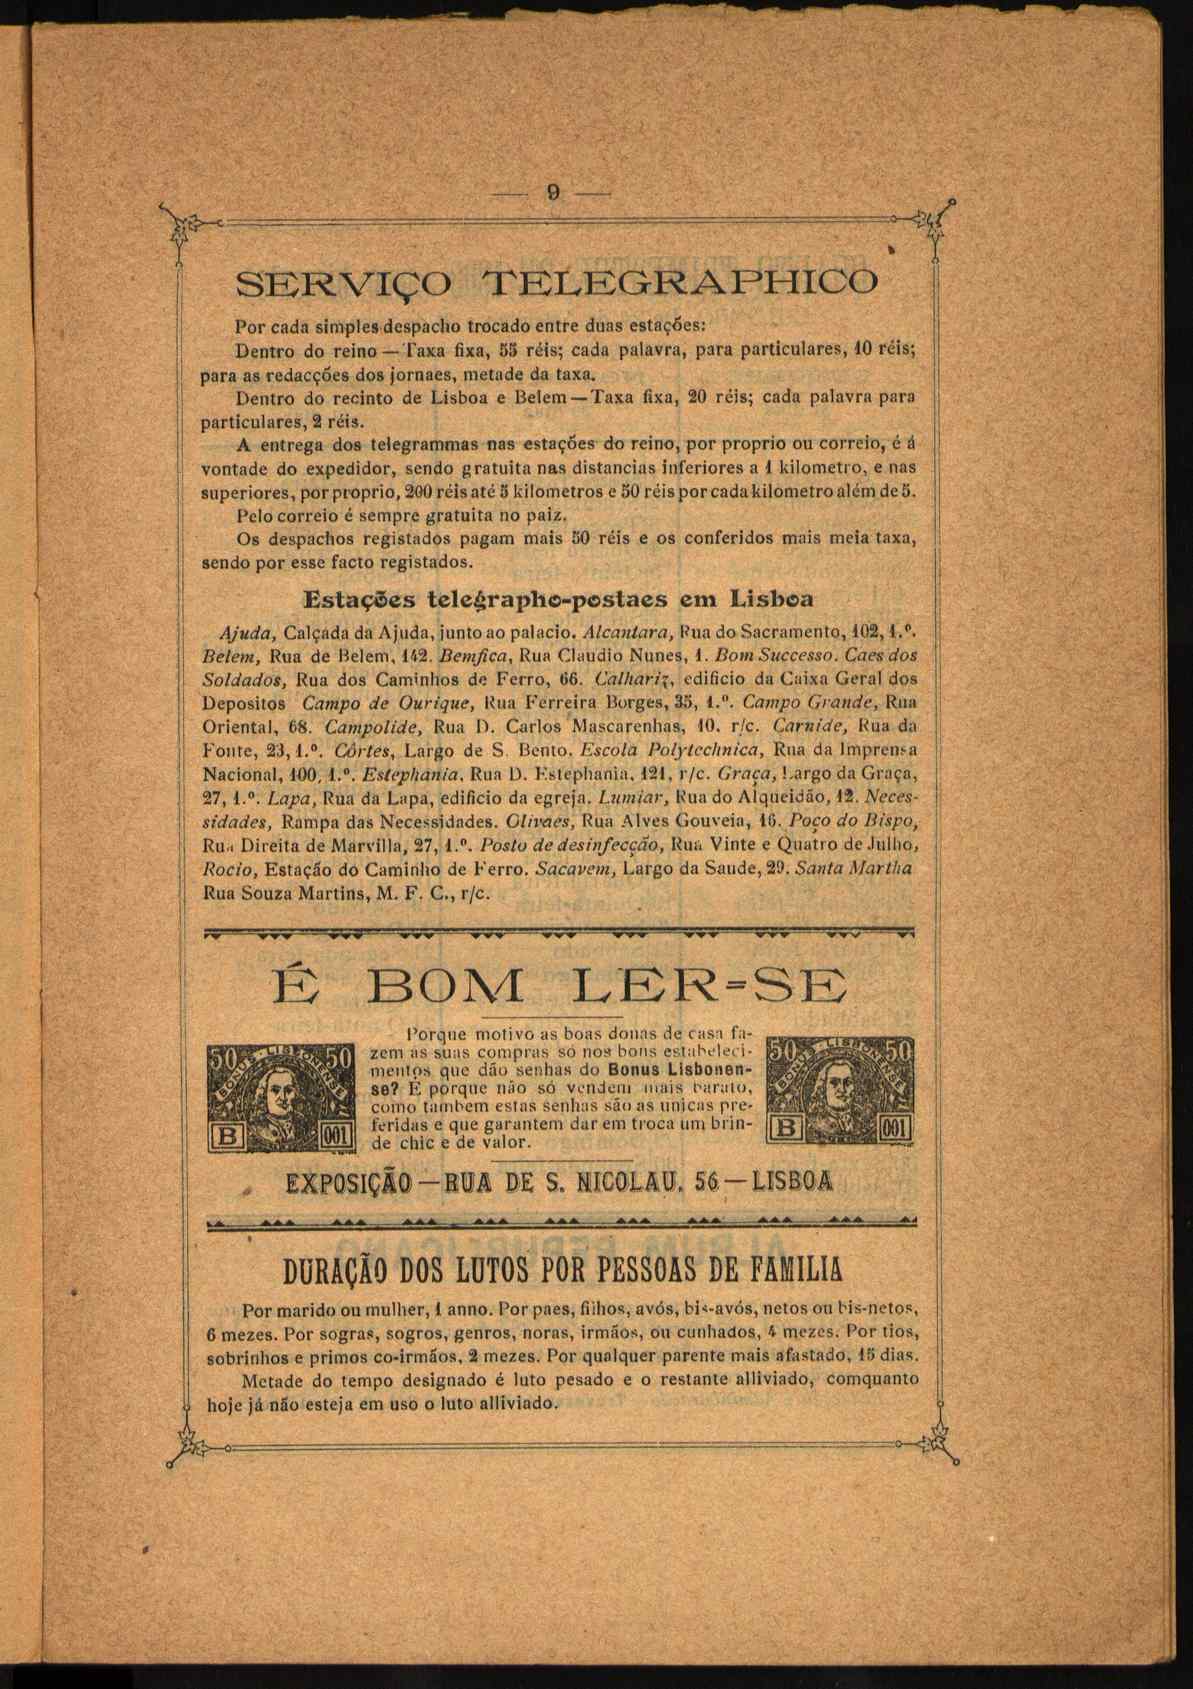 — 9 —
SERVIÇO TELEGRAPHICO
Por cada simples despacho trocado entre duas estações:
Dentro do reino — Taxa fixa, 55 réis; cada palavra, para particulares, 10 réis;
para as redacções dos jornaes, metade da taxa.
Dentro do recinto de Lisboa e Belem — Taxa fixa, 20 réis; cada palavra para
particulares, 2 réis.
A entrega dos telegrammas nas estações do reino, por proprio ou correio, é á
vontade do expedidor, sendo gratuita nas distancias inferiores a 1 kilometro, e nas
superiores, por proprio, 200 réis até 5 kilometros e 50 réis por cada kilometro além de 5.
Pelo correio é sempre gratuita no paiz.
Os despachos registados pagam mais 50 réis e os conferidos mais meia taxa,
sendo por esse facto registados.
Estações telegrapho-postaes em Lisboa
Ajuda, Calçada da Ajuda, junto ao palacio. Alcantara, Rua do Sacramento, 102, 1.º.
Belem, Rua de Belem, 142. Bemfica, Rua Claudio Nunes, 1. Bom Successo. Caes dos
Soldados, Rua dos Caminhos de Ferro, 66. Calhariz, edificio da Caixa Geral dos
Depositos Campo de Ourique, Rua Ferreira Borges, 35, 1.º. Campo Grande, Rua
Oriental, 68. Campolide, Rua D. Carlos Mascarenhas, 10. r/c. Carnide, Rua da
Fonte, 23, 1.º. Côrtes, Largo de S. Bento. Escola Polytechnica, Rua da Imprensa
Nacional, 100, 1.º. Estephania, Rua D. Estephania, 121, r/c. Graça, Largo da Graça,
27, 1.º. Lapa, Rua da Lapa, edificio da egreja. Lumiar, Rua do Alqueidão, 12. Neces-
sidades, Rampa das Necessidades. Olivaes, Rua Alves Gouveia, 16. Poço do Bispo,
Rua Direita de Marvilla, 27, 1.º. Posto de desinfecção, Rua Vinte e Quatro de Julho,
Rocio, Estação do Caminho de Ferro. Sacavem, Largo da Saude, 29. Santa Martha
Rua Souza Martins, M. F. C., r/c.
É BOM LER-SE
Porque motivo as boas donas de casa fa-
zem as suas compras só nos bons estabeleci-
mentos que dão senhas do Bonus Lisbonen-
se? É porque não só vendem mais barato,
como tambem estas senhas são as unicas pre-
feridas e que garantem dar em troca um brin-
de chic e de valor.
50 BONUS · LISBONENSE 50
B 001
50 BONUS · LISBONENSE 50
B 001
EXPOSIÇÃO — RUA DE S. NICOLAU, 56 — LISBOA
DURAÇÃO DOS LUTOS POR PESSOAS DE FAMILIA
Por marido ou mulher, 1 anno. Por paes, filhos, avós, bis-avós, netos ou bis-netos,
6 mezes. Por sogras, sogros, genros, noras, irmãos, ou cunhados, 4 mezes. Por tios,
sobrinhos e primos co-irmãos, 2 mezes. Por qualquer parente mais afastado, 15 dias.
Metade do tempo designado é luto pesado e o restante alliviado, comquanto
hoje já não esteja em uso o luto alliviado.